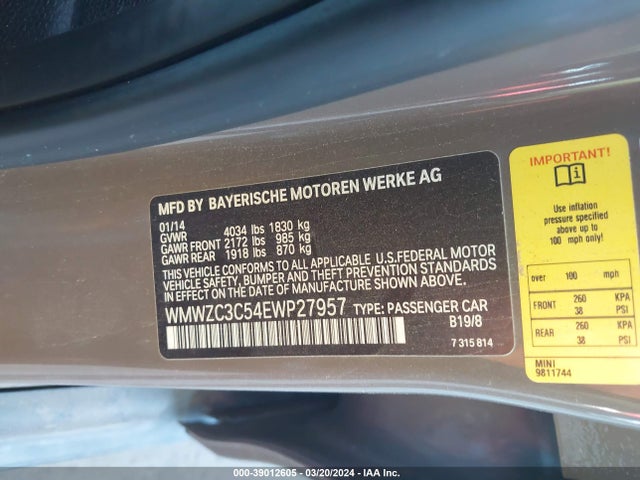 MFD BY BAYERISCHE MOTOREN WERKE AG
01/14
GVWR 4034 lbs 1830 kg
GAWR FRONT 2172 lbs 985 kg
GAWR REAR 1918 lbs 870 kg
THIS VEHICLE CONFORMS TO ALL APPLICABLE U.S.FEDERAL MOTOR
VEHICLE SAFETY, BUMPER, AND THEFT PREVENTION STANDARDS
IN EFFECT ON THE DATE OF MANUFACTURE SHOWN ABOVE.
WMWZC3C54EWP27957 TYPE: PASSENGER CAR
B19/8
7 315 814
IMPORTANT!
i
Use inflation
pressure specified
above up to
100 mph only!
over 100 mph
FRONT 260 KPA
38 PSI
REAR 260 KPA
38 PSI
MINI
9811744
000-39012605 - 03/20/2024 - IAA Inc.